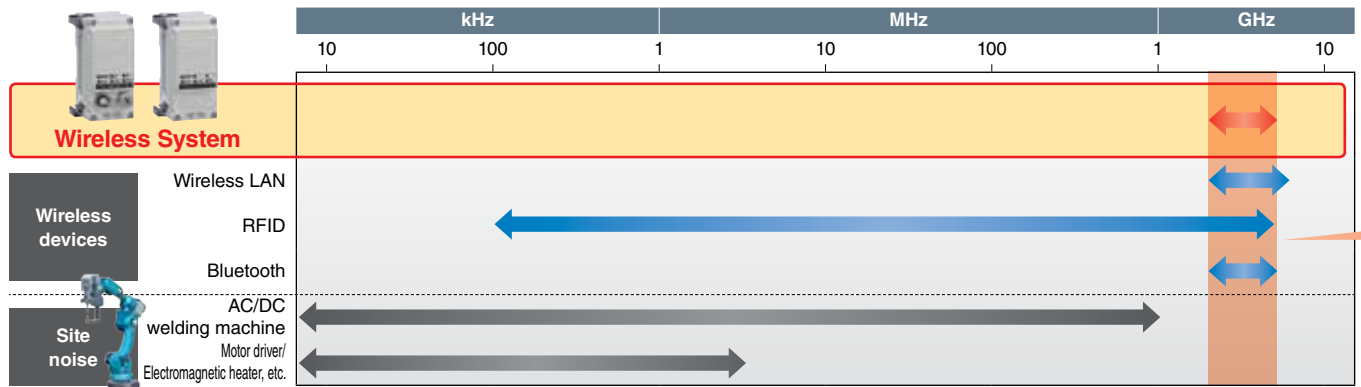 kHz MHz GHz
10 100 1 10 100 1 10
Wireless System
Wireless LAN
Wireless
devices
RFID
Bluetooth
AC/DC
welding machine
Site
noise
Motor driver/
Electromagnetic heater, etc.